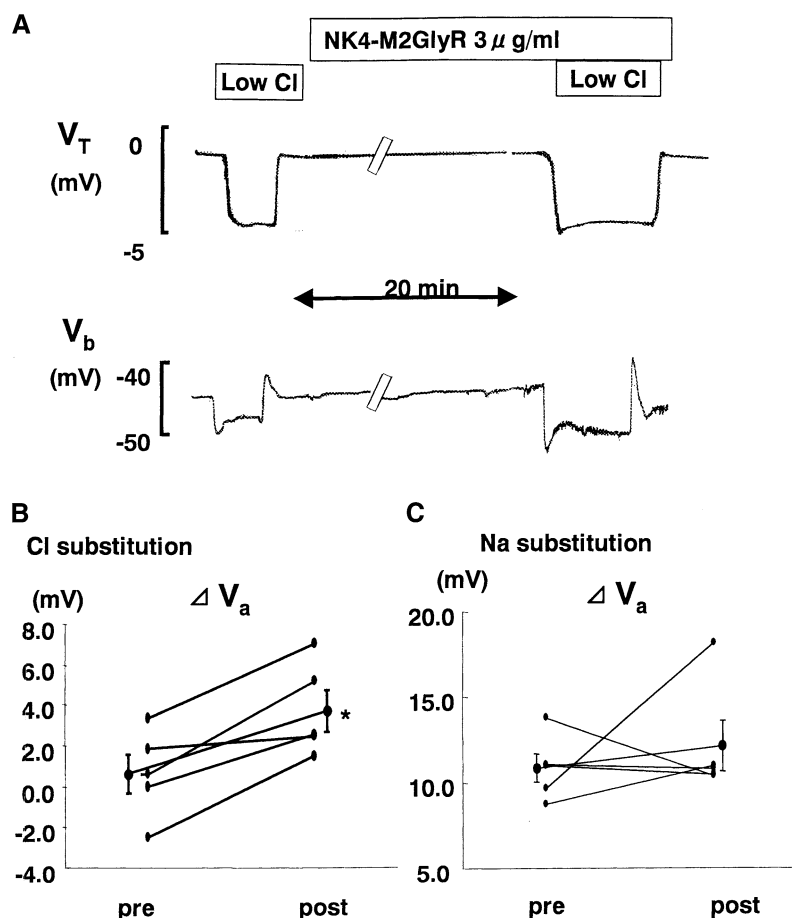 A
NK4-M2GlyR 3 μ g/ml
Low Cl
Low Cl
V_T
(mV)
0
-5
20 min
V_b
(mV)
-40
-50
B
Cl substitution
(mV)
⊿ V_a
8.0
6.0
4.0
2.0
0.0
-2.0
-4.0
*
pre
post
C
Na substitution
(mV)
⊿ V_a
20.0
15.0
10.0
5.0
pre
post